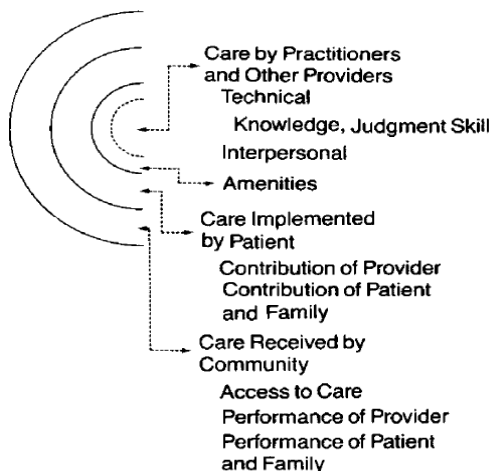 Care by Practitioners
and Other Providers
Technical
Knowledge, Judgment Skill
Interpersonal
Amenities
Care Implemented
by Patient
Contribution of Provider
Contribution of Patient
and Family
Care Received by
Community
Access to Care
Performance of Provider
Performance of Patient
and Family